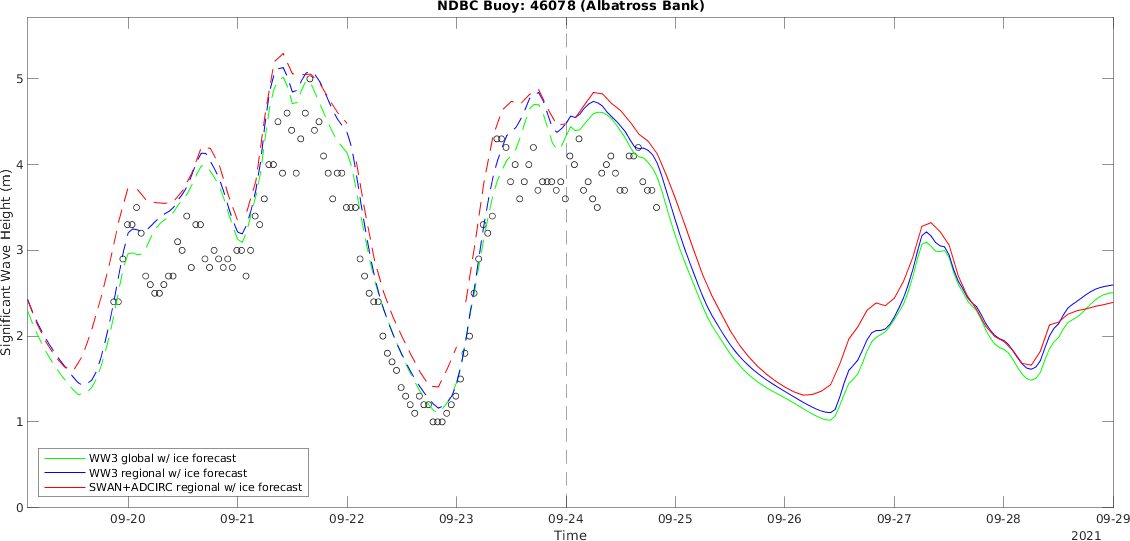 NDBC Buoy: 46078 (Albatross Bank)
Significant Wave Height (m)
5
4
3
2
1
0
WW3 global w/ ice forecast
WW3 regional w/ ice forecast
SWAN+ADCIRC regional w/ ice forecast
09-20 09-21 09-22 09-23 09-24 09-25 09-26 09-27 09-28 09-29
Time
2021